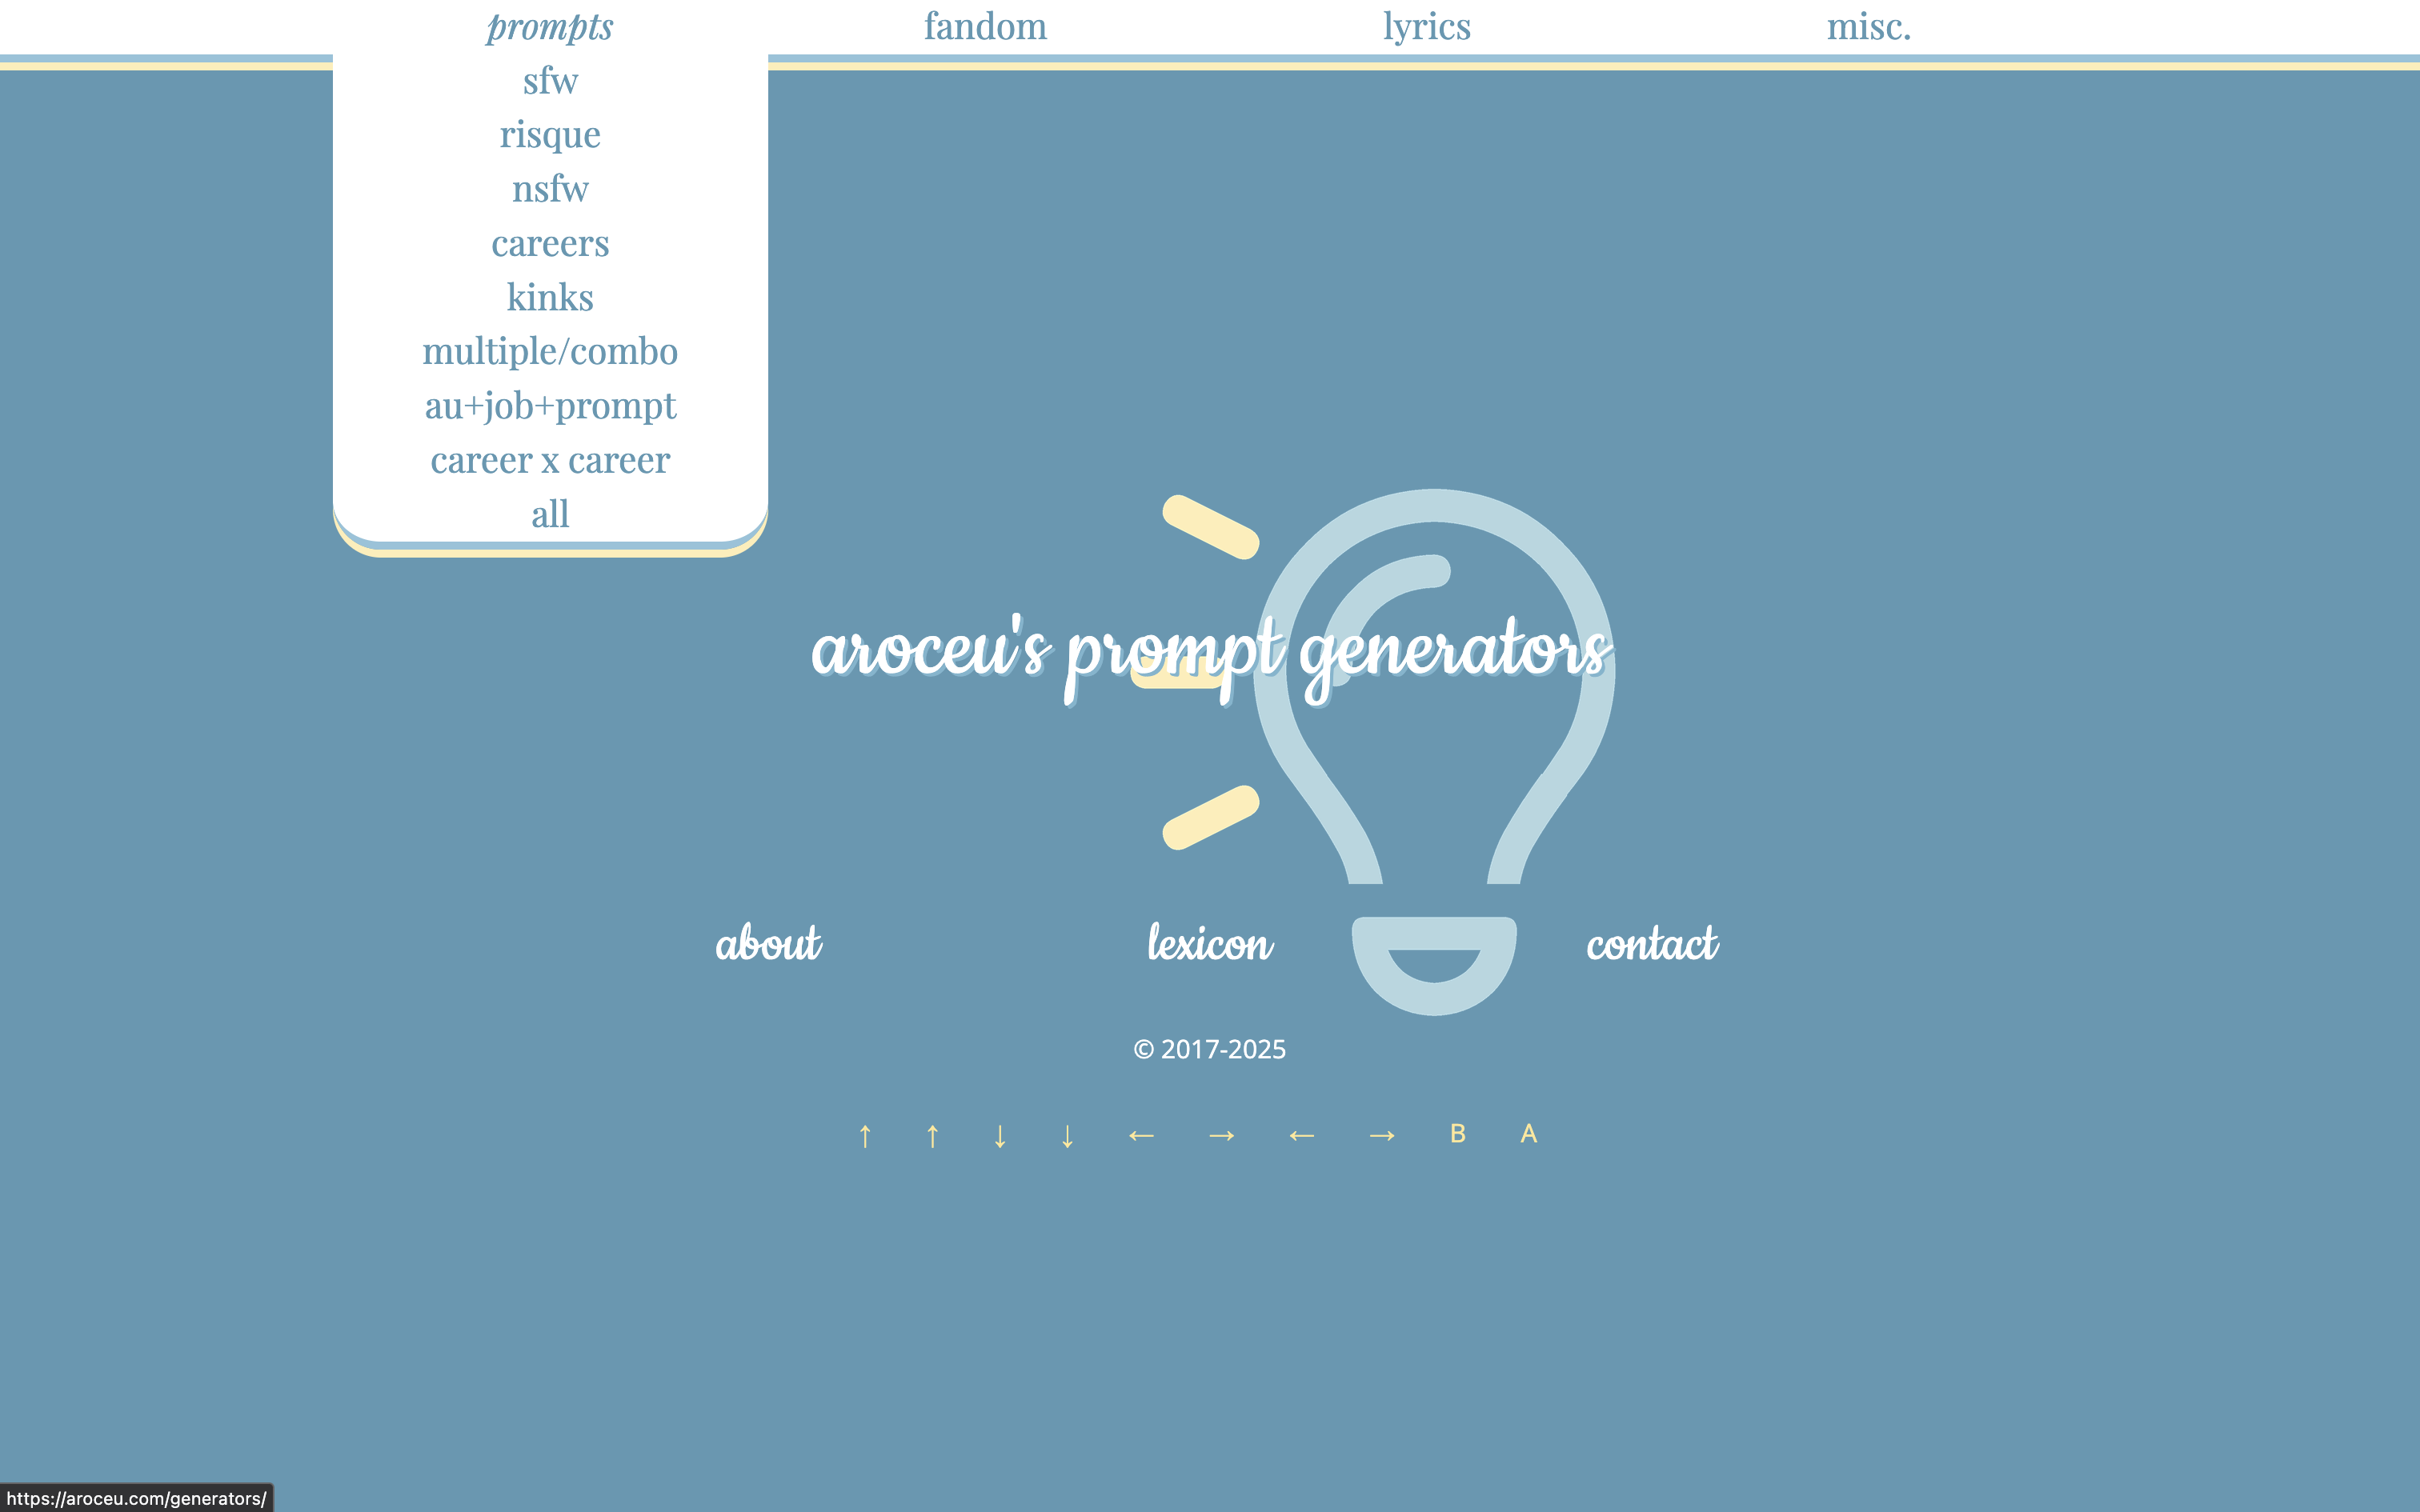 prompts fandom lyrics misc.
sfw
risque
nsfw
careers
kinks
multiple/combo
au+job+prompt
career x career
all
aroceu's prompt generators
about lexicon contact
© 2017-2025
↑ ↑ ↓ ↓ ← → ← → B A
https://aroceu.com/generators/